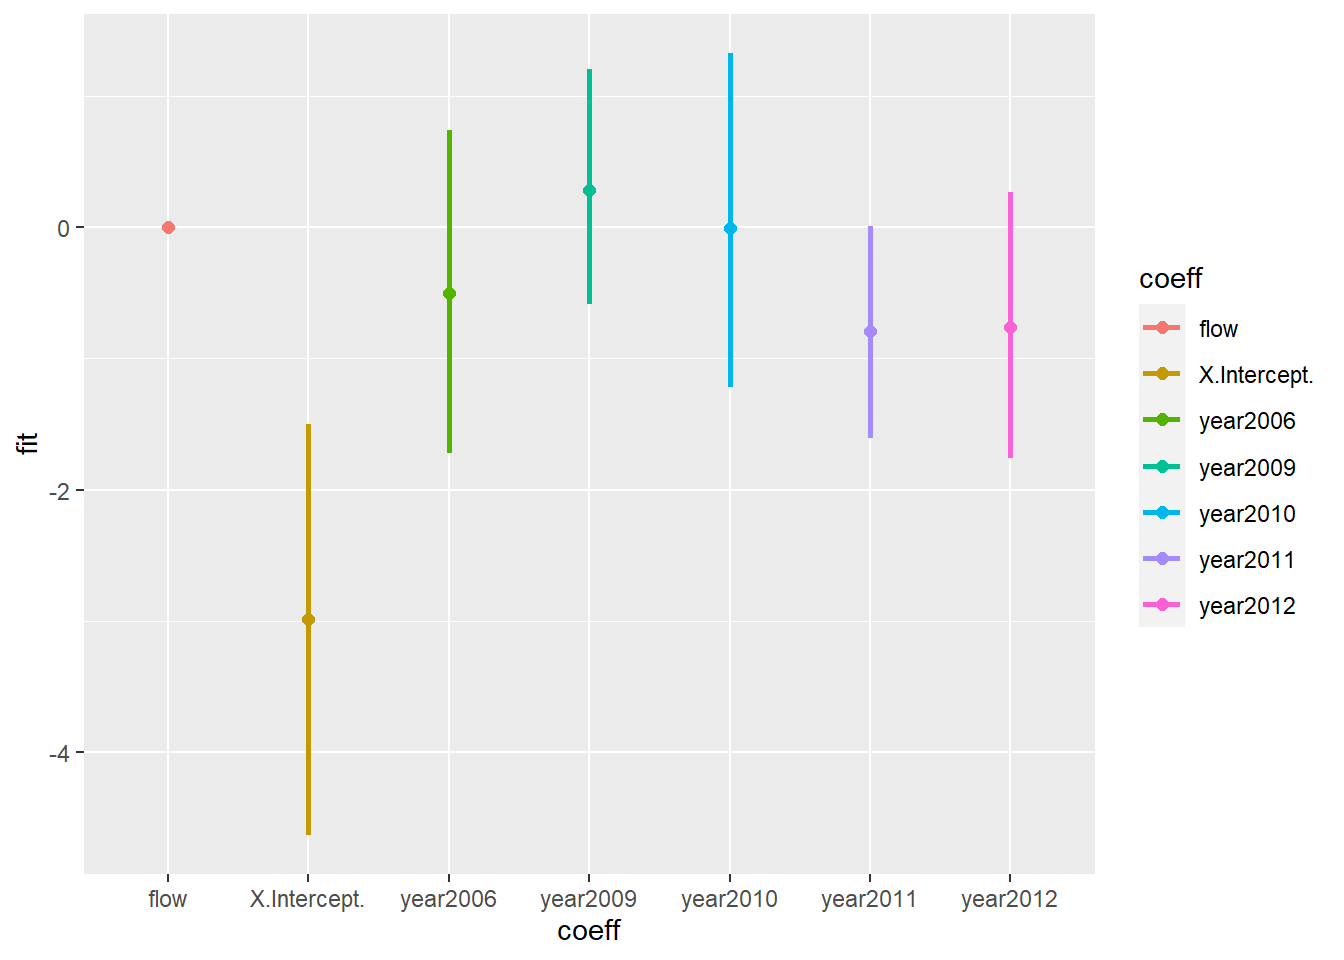 0
-2
-4
fit
flow X.Intercept. year2006 year2009 year2010 year2011 year2012
coeff
coeff
flow
X.Intercept.
year2006
year2009
year2010
year2011
year2012